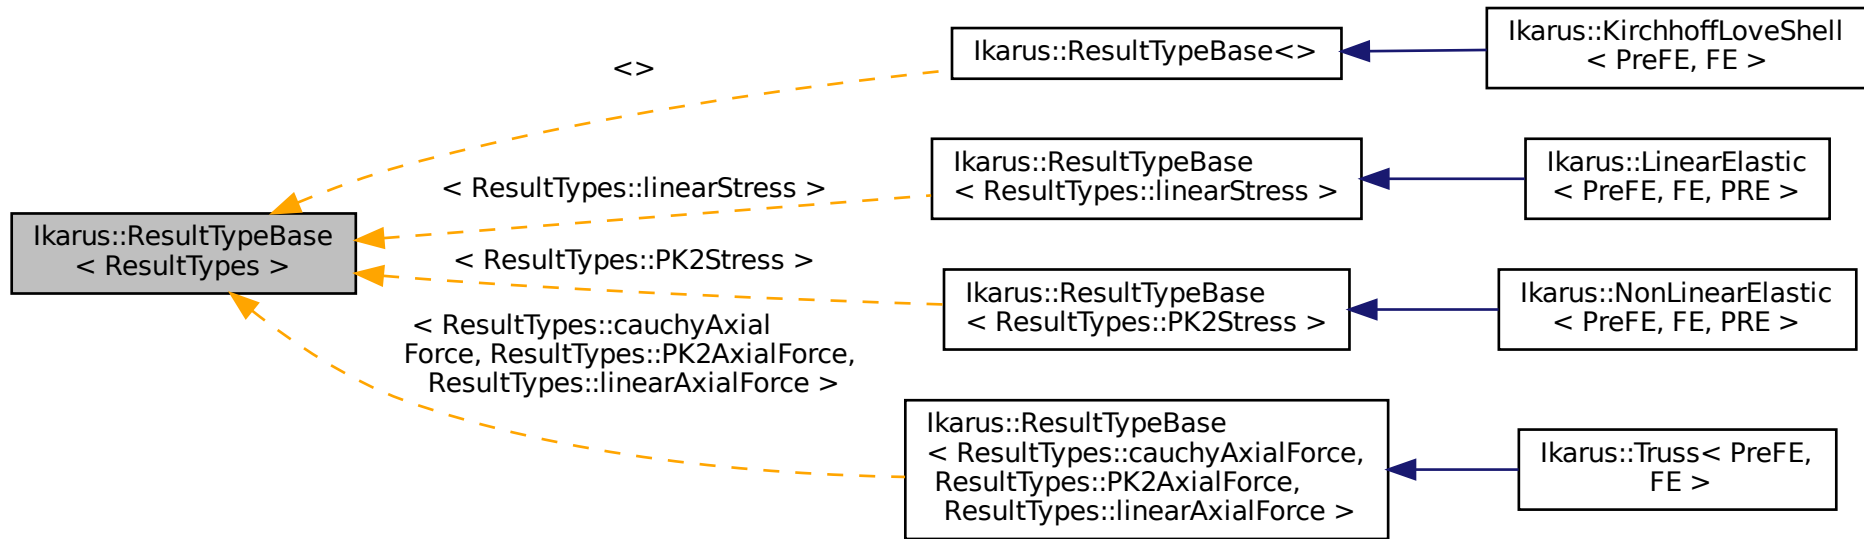 Ikarus::ResultTypeBase
< ResultTypes >
<>
< ResultTypes::linearStress >
< ResultTypes::PK2Stress >
< ResultTypes::cauchyAxial
Force, ResultTypes::PK2AxialForce,
ResultTypes::linearAxialForce >
Ikarus::ResultTypeBase<>
Ikarus::ResultTypeBase
< ResultTypes::linearStress >
Ikarus::ResultTypeBase
< ResultTypes::PK2Stress >
Ikarus::ResultTypeBase
< ResultTypes::cauchyAxialForce,
ResultTypes::PK2AxialForce,
ResultTypes::linearAxialForce >
Ikarus::KirchhoffLoveShell
< PreFE, FE >
Ikarus::LinearElastic
< PreFE, FE, PRE >
Ikarus::NonLinearElastic
< PreFE, FE, PRE >
Ikarus::Truss< PreFE,
FE >